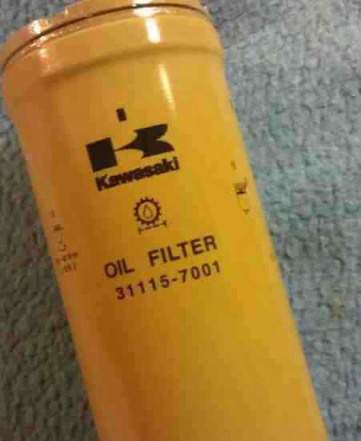 Kawasaki
OIL FILTER
31115-7001